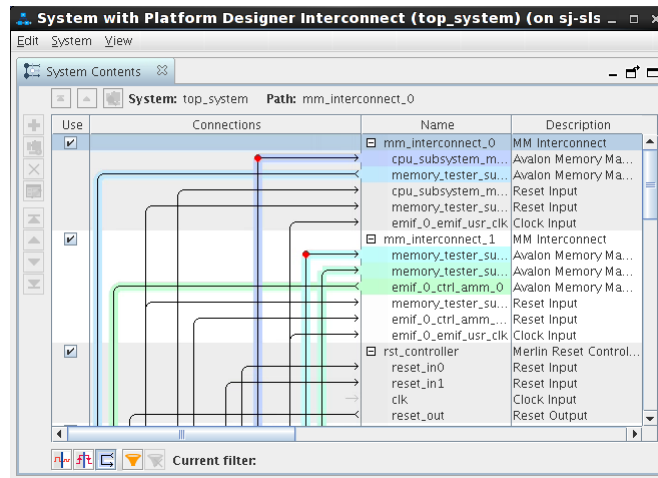 System with Platform Designer Interconnect (top_system) (on sj-sls
Edit System View
System Contents
System: top_system Path: mm_interconnect_0
Use Connections Name Description
mm_interconnect_0 MM Interconnect
cpu_subsystem_m... Avalon Memory Ma...
memory_tester_su... Avalon Memory Ma...
cpu_subsystem_m... Reset Input
memory_tester_su... Reset Input
emif_0_emif_usr_clk Clock Input
mm_interconnect_1 MM Interconnect
memory_tester_su... Avalon Memory Ma...
memory_tester_su... Avalon Memory Ma...
emif_0_ctrl_amm_0 Avalon Memory Ma...
memory_tester_su... Reset Input
emif_0_ctrl_amm_... Reset Input
emif_0_emif_usr_clk Clock Input
rst_controller Merlin Reset Control...
reset_in0 Reset Input
reset_in1 Reset Input
clk Clock Input
reset_out Reset Output
Current filter: